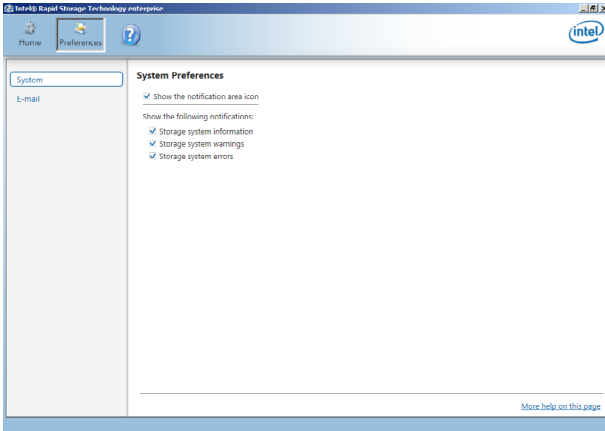 Intel® Rapid Storage Technology enterprise
Home
Preferences
?
intel
System
E-mail
System Preferences
Show the notification area icon
Show the following notifications:
Storage system information
Storage system warnings
Storage system errors
More help on this page